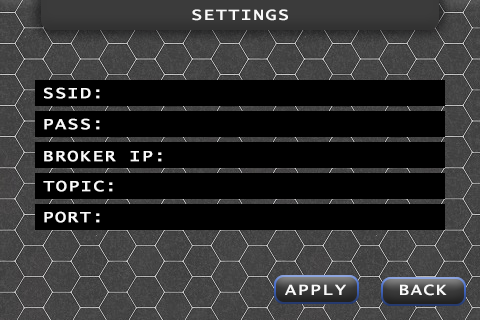 SETTINGS
SSID:
PASS:
BROKER IP:
TOPIC:
PORT:
APPLY BACK